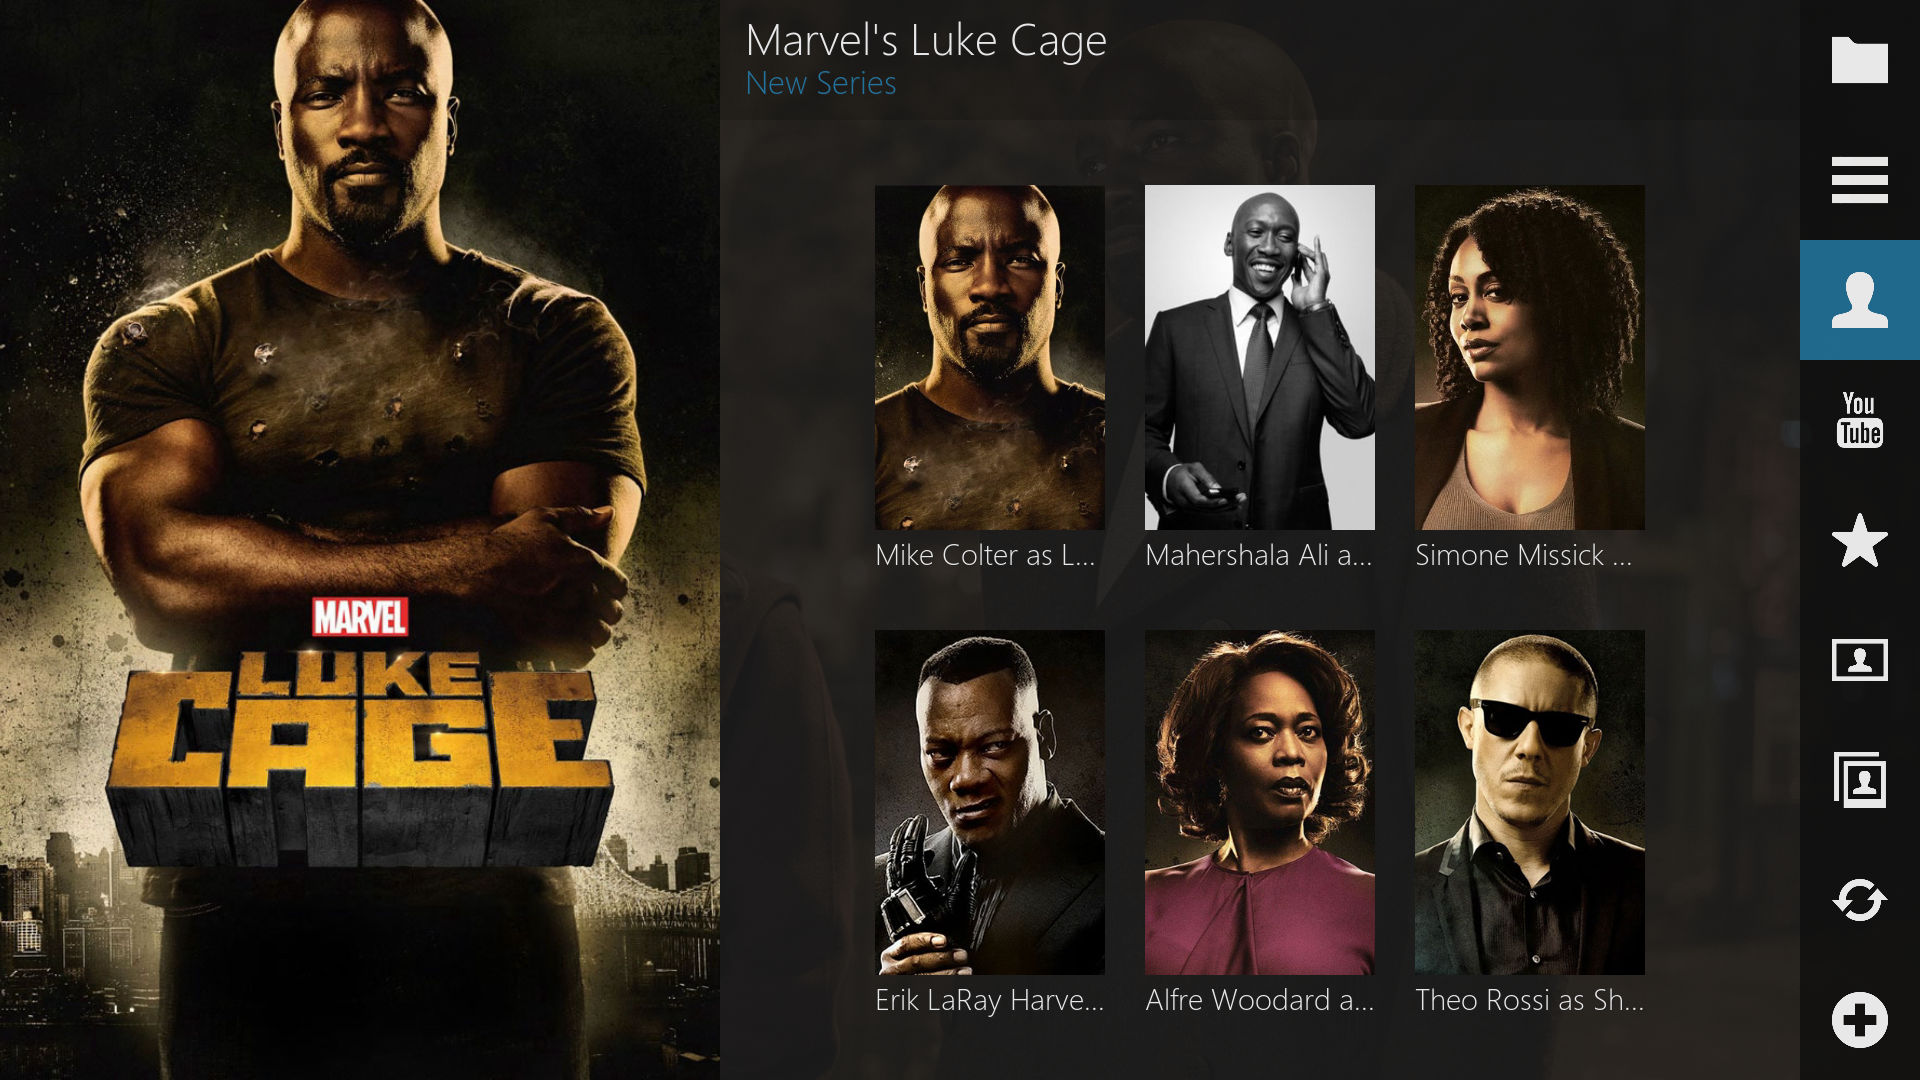 MARVEL
LUKE
CAGE
Marvel's Luke Cage
New Series
Mike Colter as L...
Mahershala Ali a...
Simone Missick ...
Erik LaRay Harve...
Alfre Woodard a...
Theo Rossi as Sh...
You
Tube